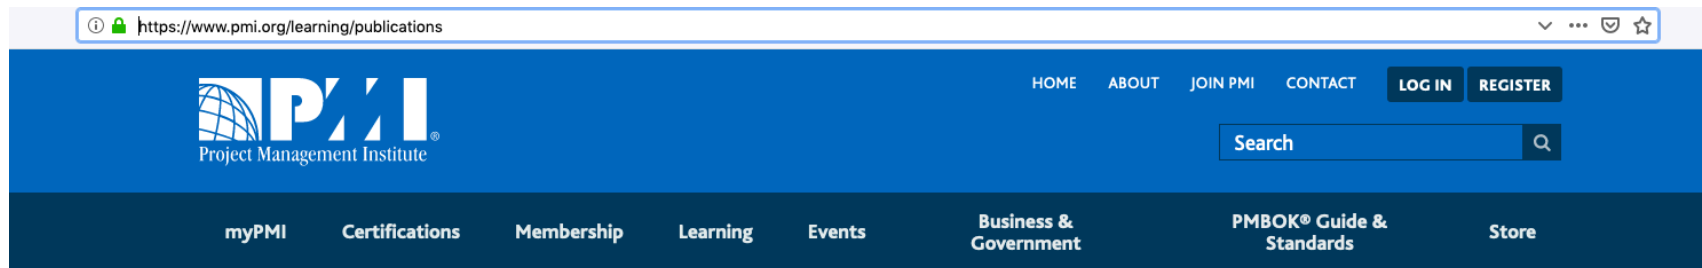 https://www.pmi.org/learning/publications
HOME ABOUT JOIN PMI CONTACT LOG IN REGISTER
PMI®
Project Management Institute
Search
myPMI Certifications Membership Learning Events Business & Government PMBOK® Guide & Standards Store